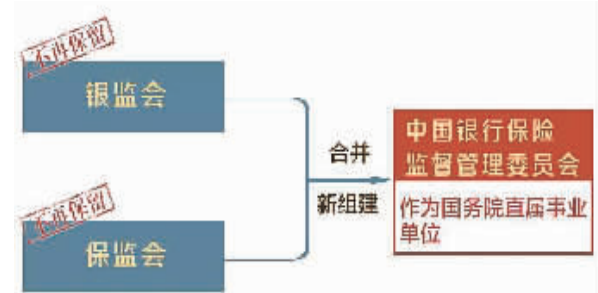 不再保留
银监会
不再保留
保监会
合并
新组建
中国银行保险
监督管理委员会
作为国务院直属事业
单位